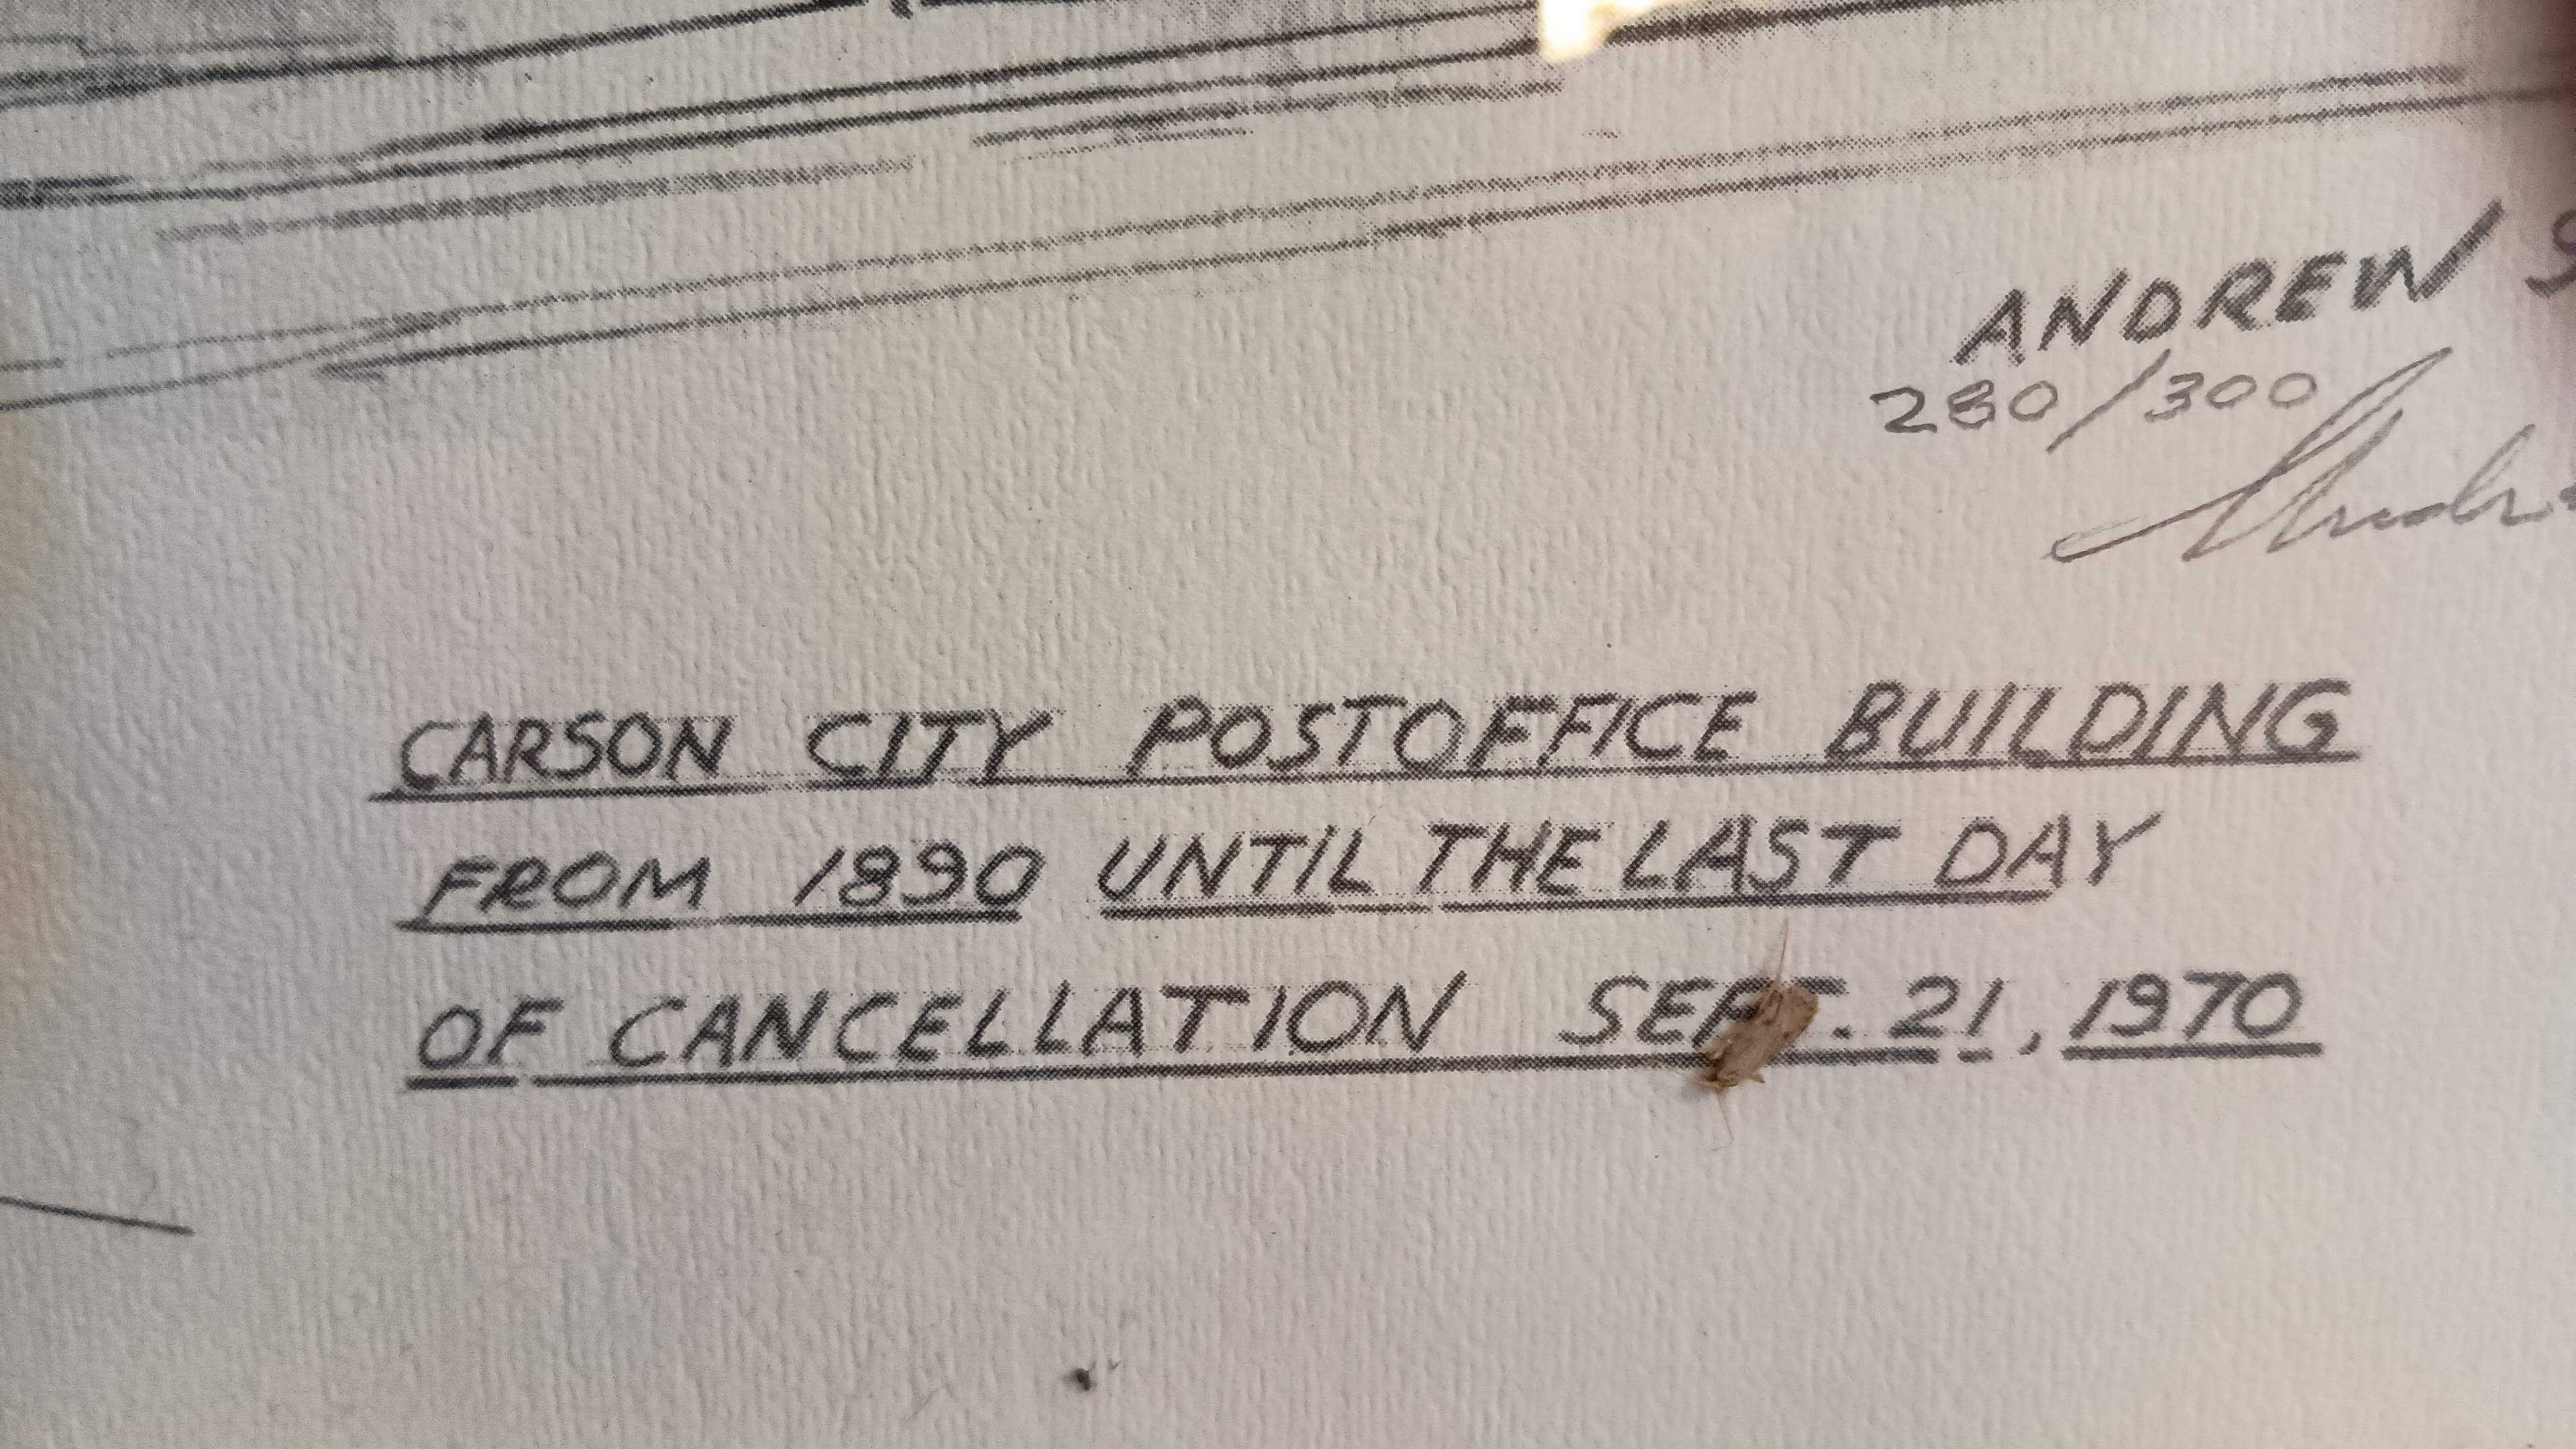 ANDREW
280/300
CARSON CITY POSTOFFICE BUILDING
FROM 1890 UNTIL THE LAST DAY
OF CANCELLATION SEPT. 21, 1970